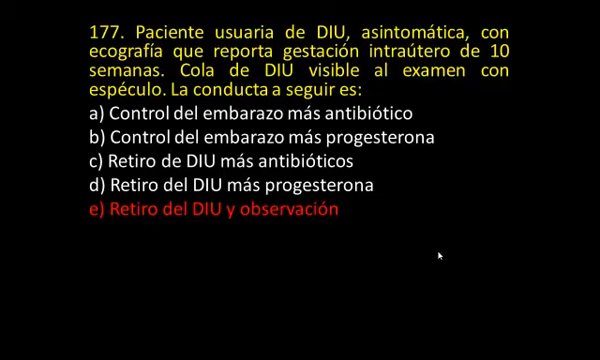 177. Paciente usuaria de DIU, asintomática, con
ecografía que reporta gestación intraútero de 10
semanas. Cola de DIU visible al examen con
espéculo. La conducta a seguir es:
a) Control del embarazo más antibiótico
b) Control del embarazo más progesterona
c) Retiro de DIU más antibióticos
d) Retiro del DIU más progesterona
e) Retiro del DIU y observación